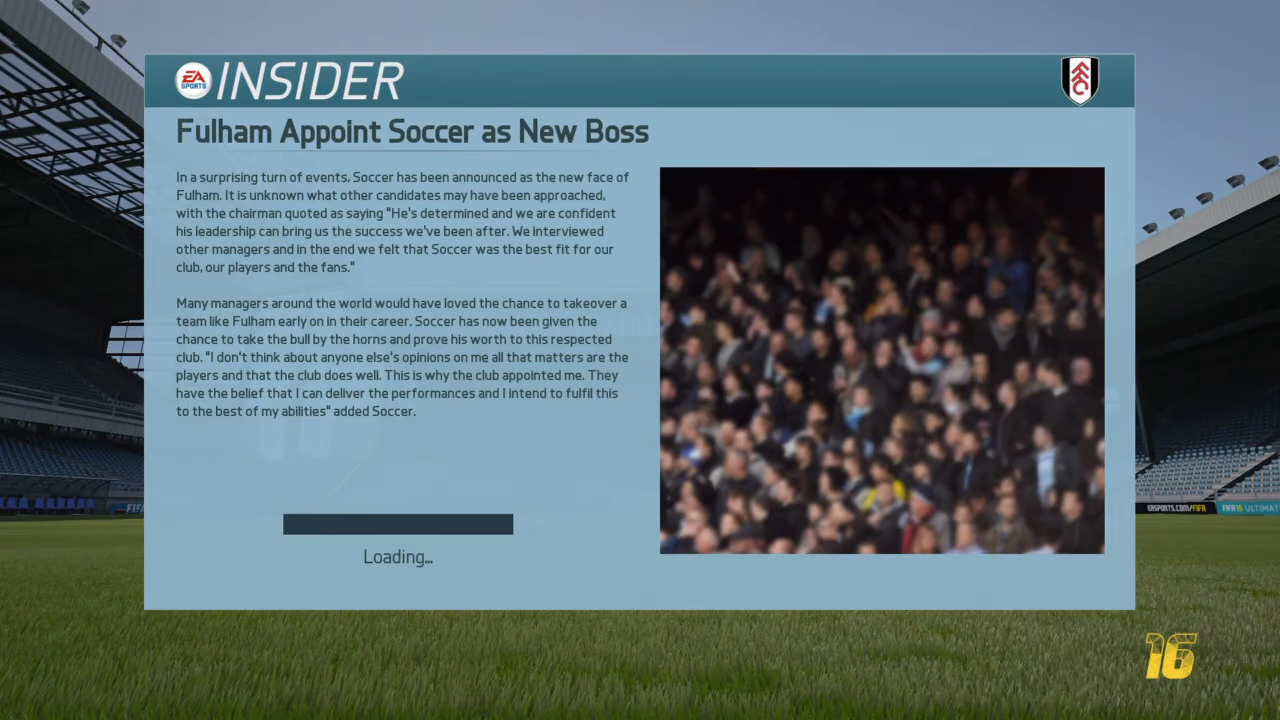 EA
SPORTS
INSIDER
Fulham Appoint Soccer as New Boss
In a surprising turn of events, Soccer has been announced as the new face of
Fulham. It is unknown what other candidates may have been approached,
with the chairman quoted as saying "He's determined and we are confident
his leadership can bring us the success we've been after. We interviewed
other managers and in the end we felt that Soccer was the best fit for our
club, our players and the fans."
Many managers around the world would have loved the chance to takeover a
team like Fulham early on in their career. Soccer has now been given the
chance to take the bull by the horns and prove his worth to this respected
club. "I don't think about anyone else's opinions on me all that matters are the
players and that the club does well. This is why the club appointed me. They
have the belief that I can deliver the performances and I intend to fulfil this
to the best of my abilities" added Soccer.
Loading...
FIFA
EASPORTS.COM/FIFA
FIFA16 ULTIMAT
16